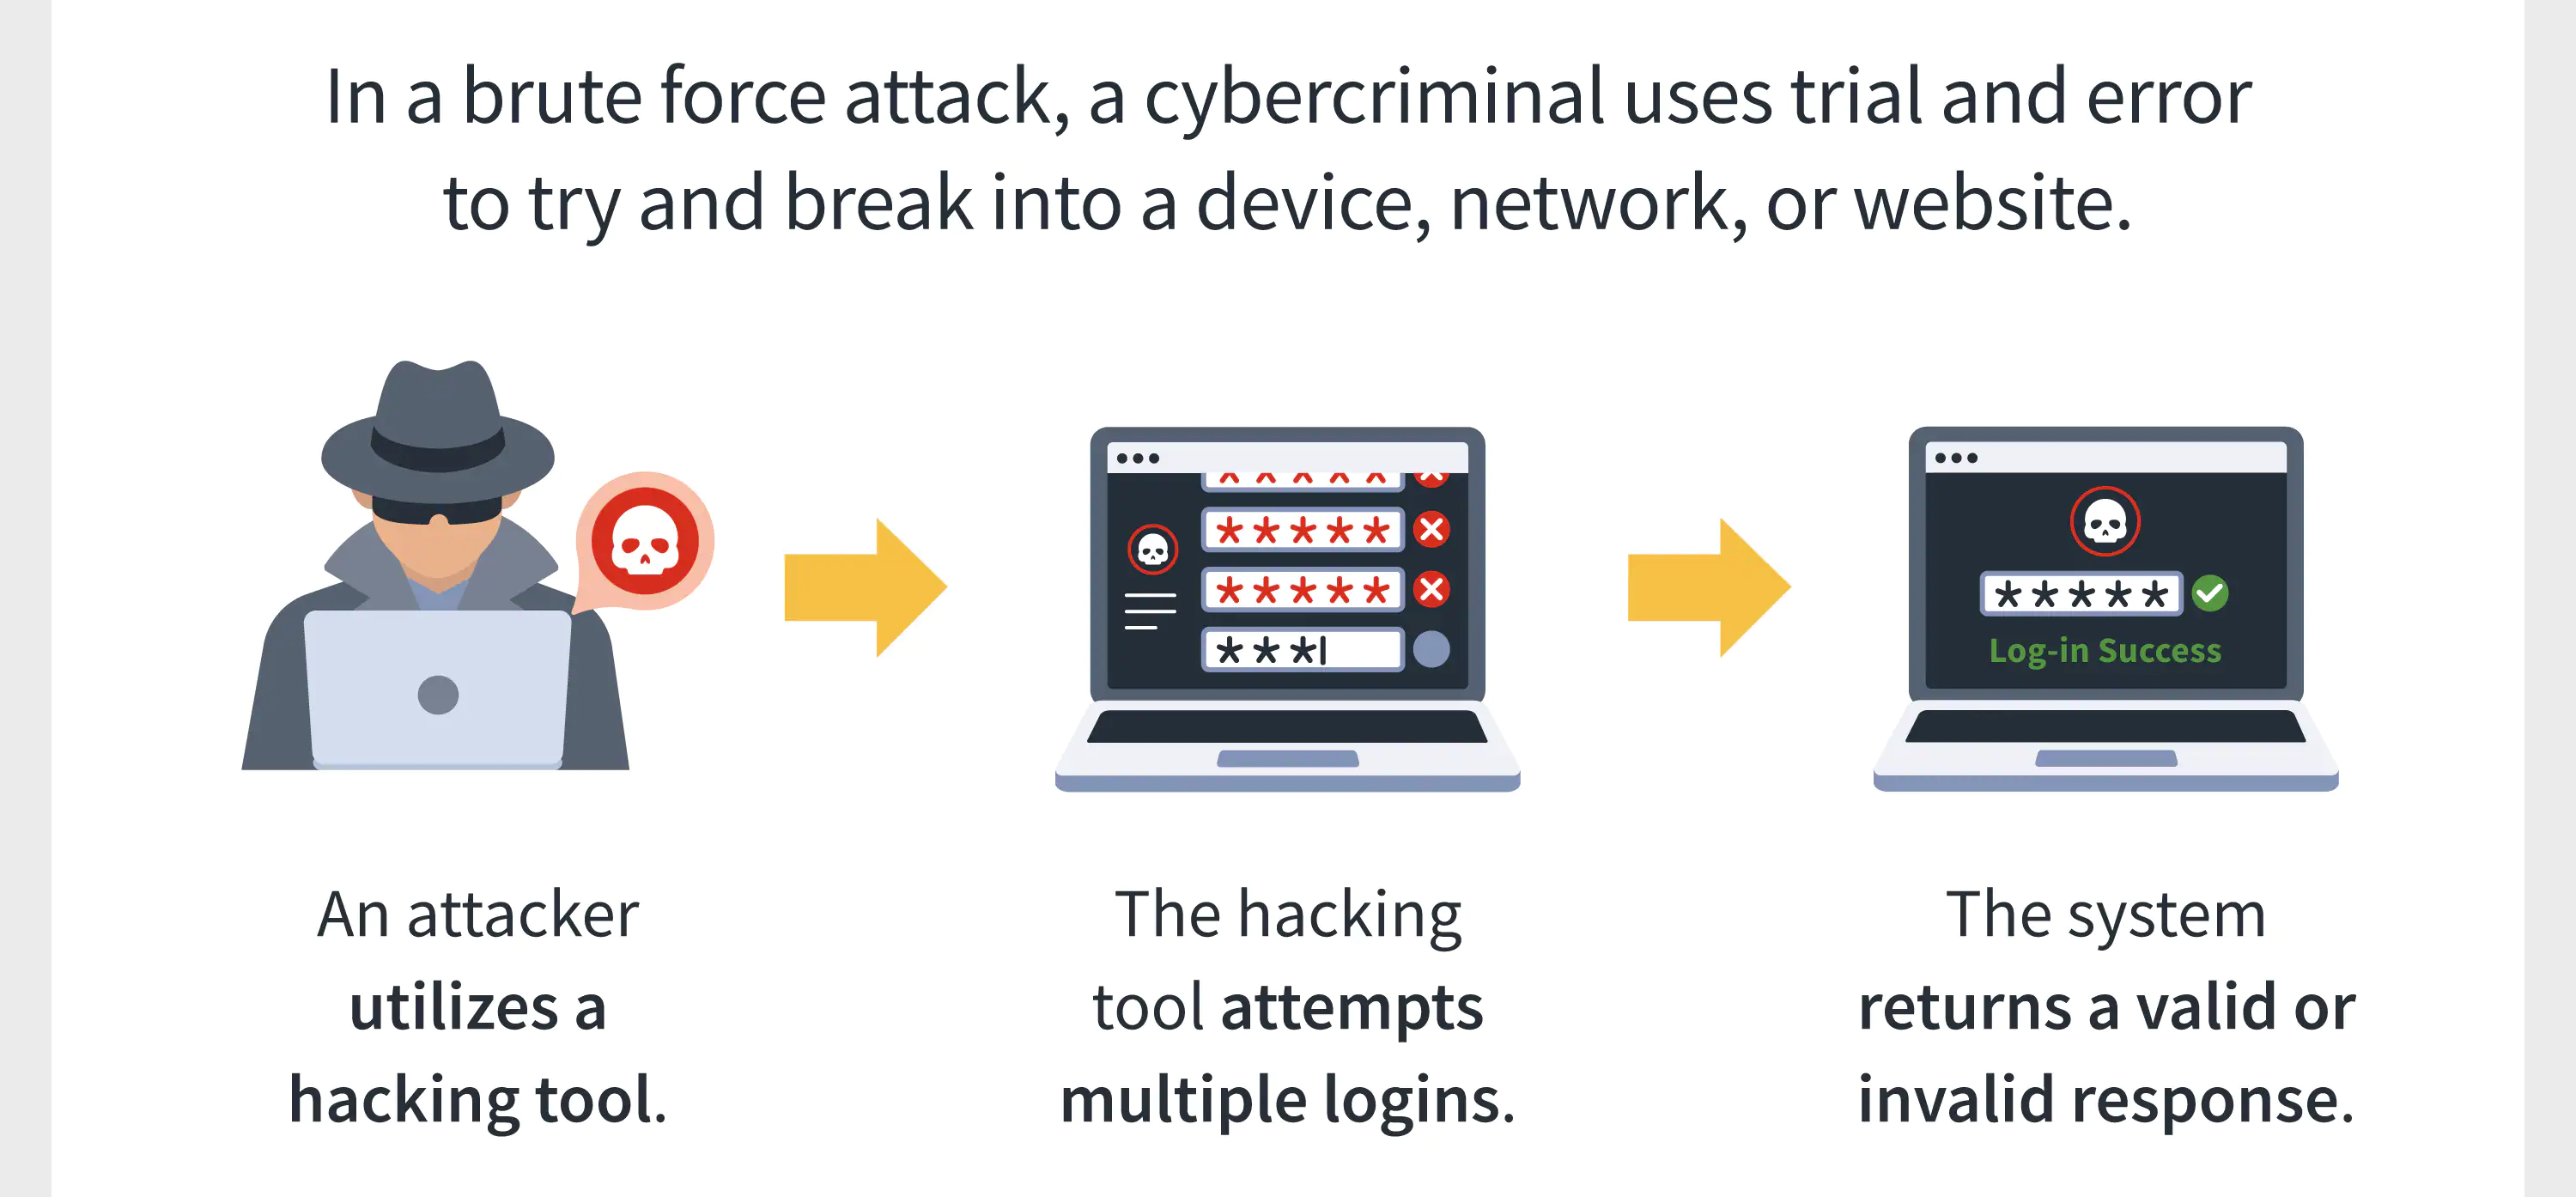 In a brute force attack, a cybercriminal uses trial and error
to try and break into a device, network, or website.
*****
*****
*****
***|
*****
Log-in Success
An attacker
utilizes a
hacking tool.
The hacking
tool attempts
multiple logins.
The system
returns a valid or
invalid response.